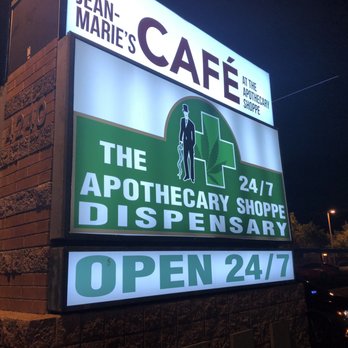 JEAN-
MARIE'S
CAFÉ
AT THE
APOTHECARY
SHOPPE
THE
24/7
APOTHECARY SHOPPE
DISPENSARY
OPEN 24/7